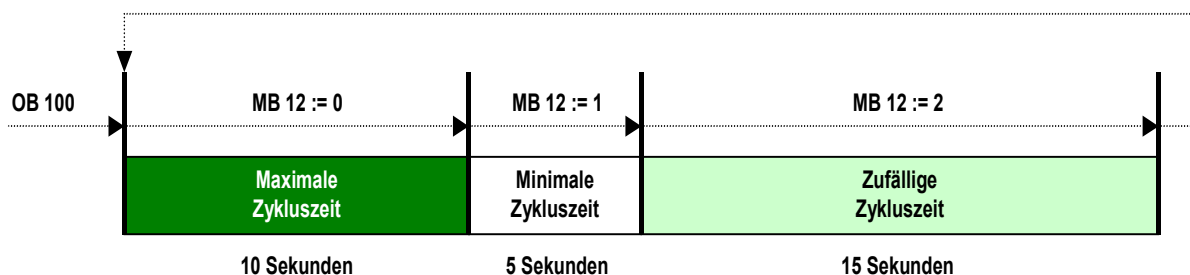 OB 100
MB 12 := 0
MB 12 := 1
MB 12 := 2
Maximale
Zykluszeit
Minimale
Zykluszeit
Zufällige
Zykluszeit
10 Sekunden
5 Sekunden
15 Sekunden